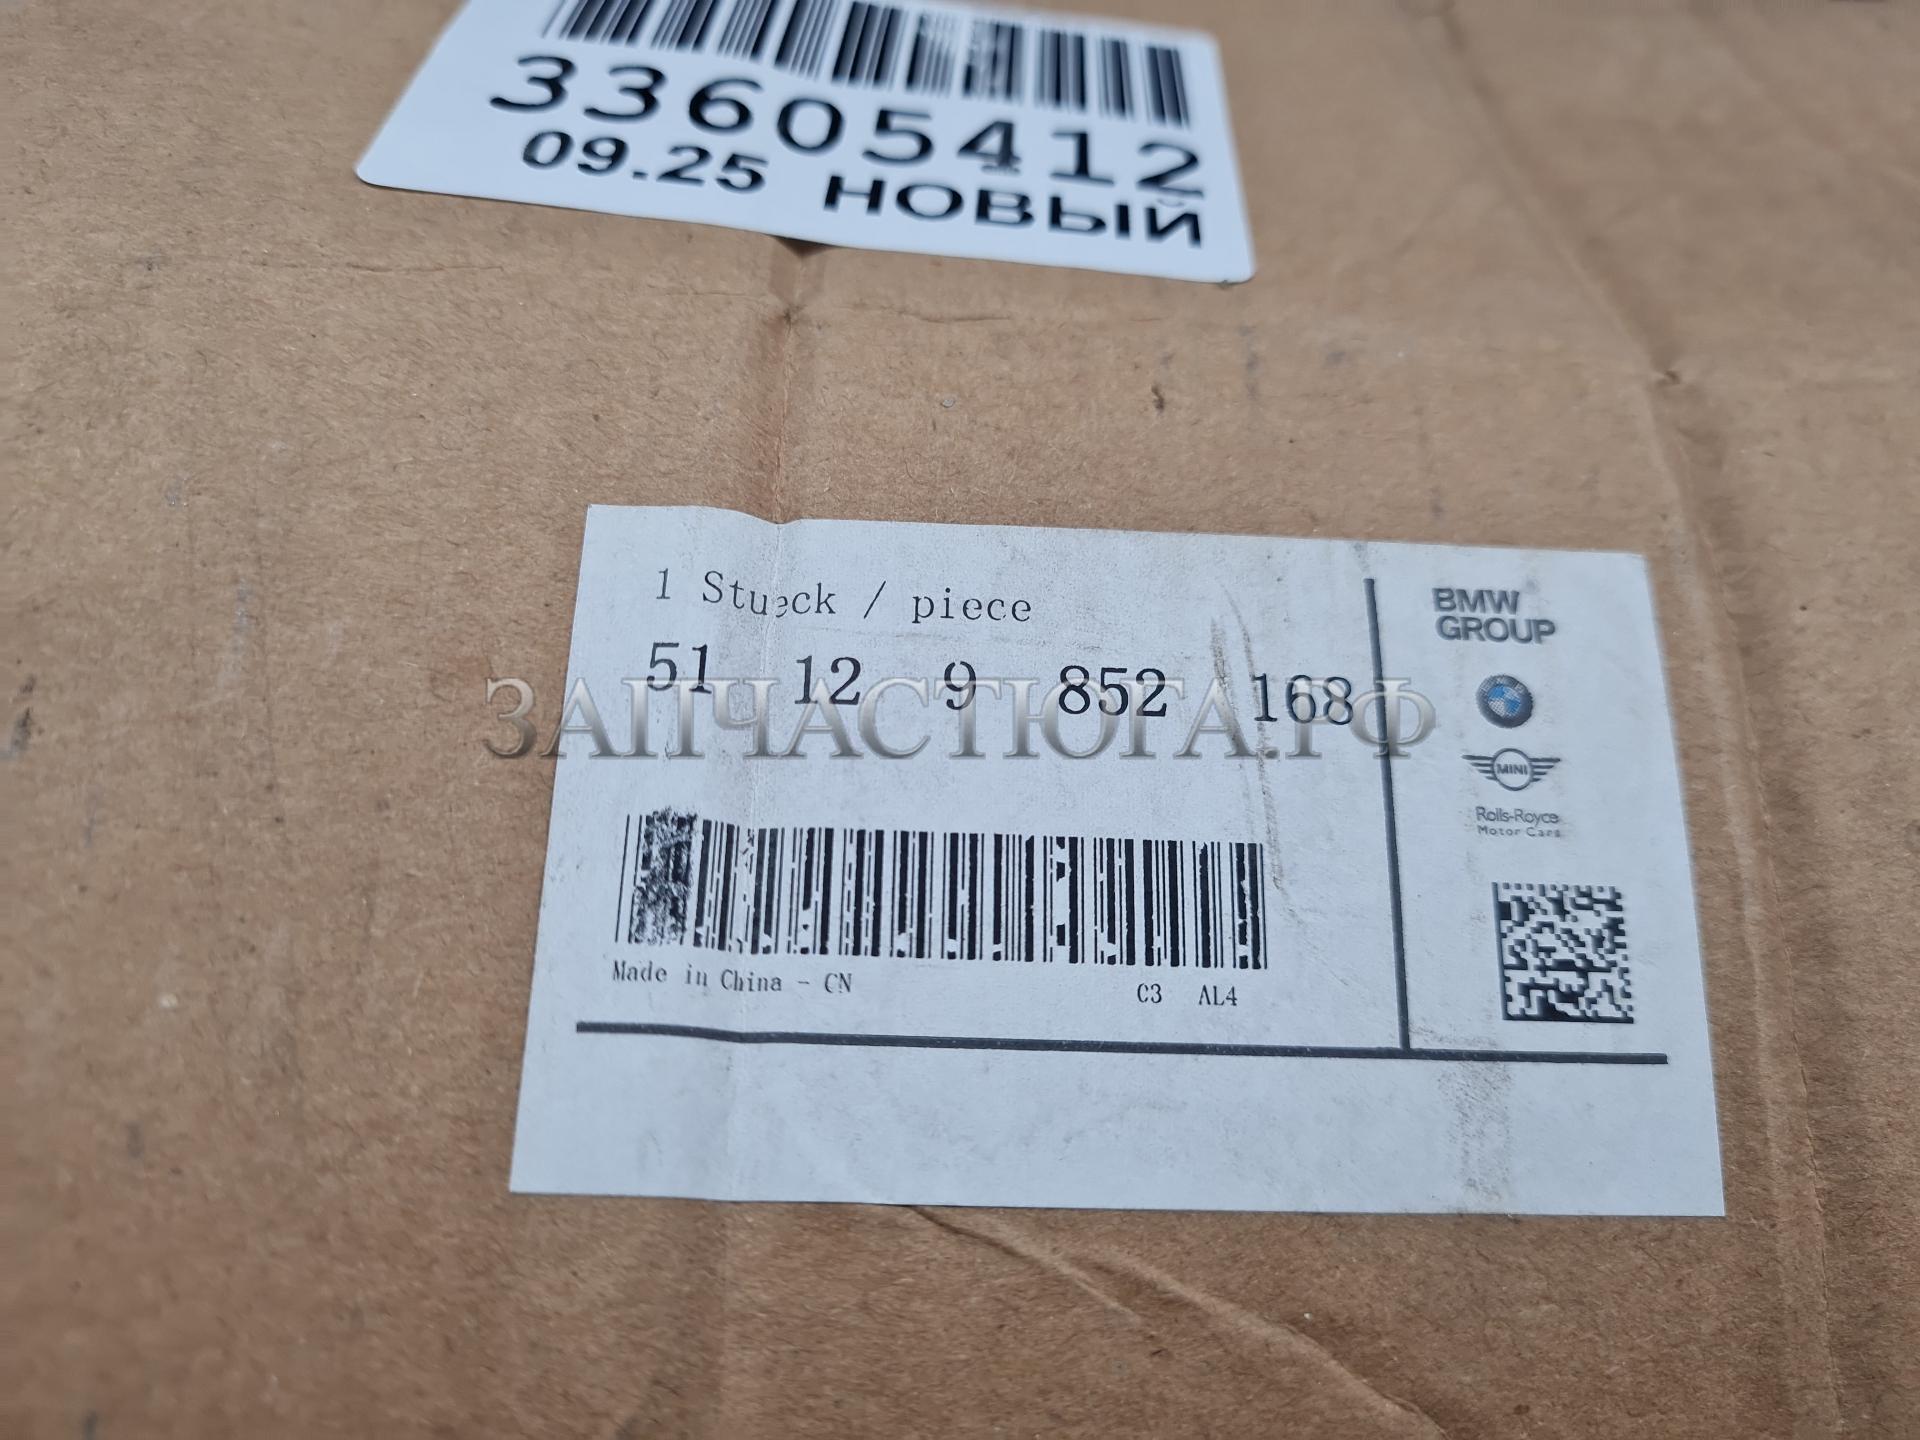 33605412
09.25 НОВЫЙ
1 Stueck / piece
51 12 9 852 168
ЗАПЧАСТЮГА.РФ
BMW
GROUP
MINI
Rolls-Royce
Motor Cars
Made in China - CN
C3 AL4